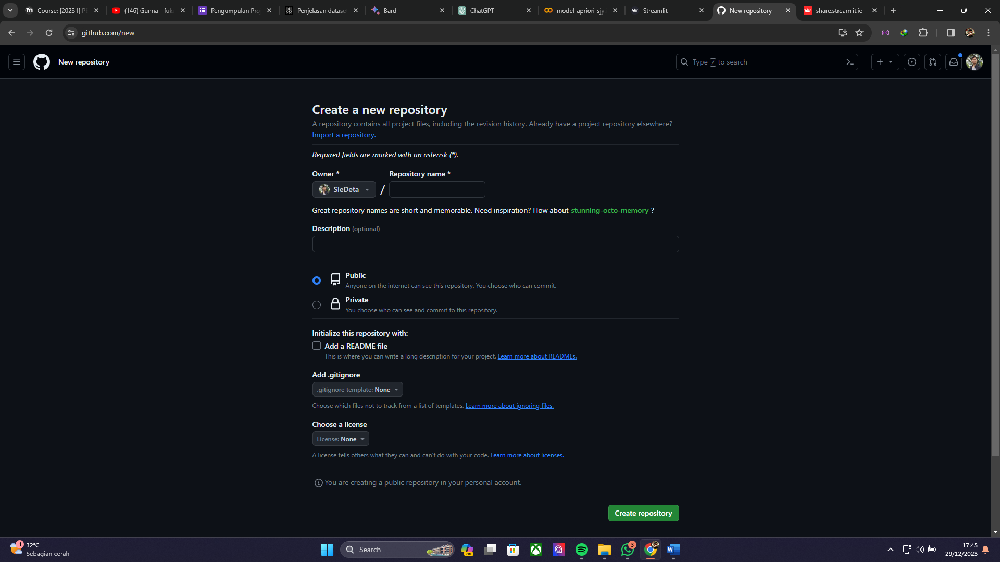 Course: [20231] PE
(146) Gunna - fuk
Pengumpulan Pro
Penjelasan datase
Bard
ChatGPT
model-apriori-sjy.
Streamlit
New repository
share.streamlit.io
github.com/new
New repository
Type / to search
Create a new repository
A repository contains all project files, including the revision history. Already have a project repository elsewhere?
Import a repository.
Required fields are marked with an asterisk (*).
Owner *
Repository name *
SieDeta
/
Great repository names are short and memorable. Need inspiration? How about stunning-octo-memory ?
Description (optional)
Public
Anyone on the internet can see this repository. You choose who can commit.
Private
You choose who can see and commit to this repository.
Initialize this repository with:
Add a README file
This is where you can write a long description for your project. Learn more about READMEs.
Add .gitignore
.gitignore template: None
Choose which files not to track from a list of templates. Learn more about ignoring files.
Choose a license
License: None
A license tells others what they can and can't do with your code. Learn more about licenses.
You are creating a public repository in your personal account.
Create repository
1
32°C
Sebagian cerah
Search
PRE
3
17:45
29/12/2023